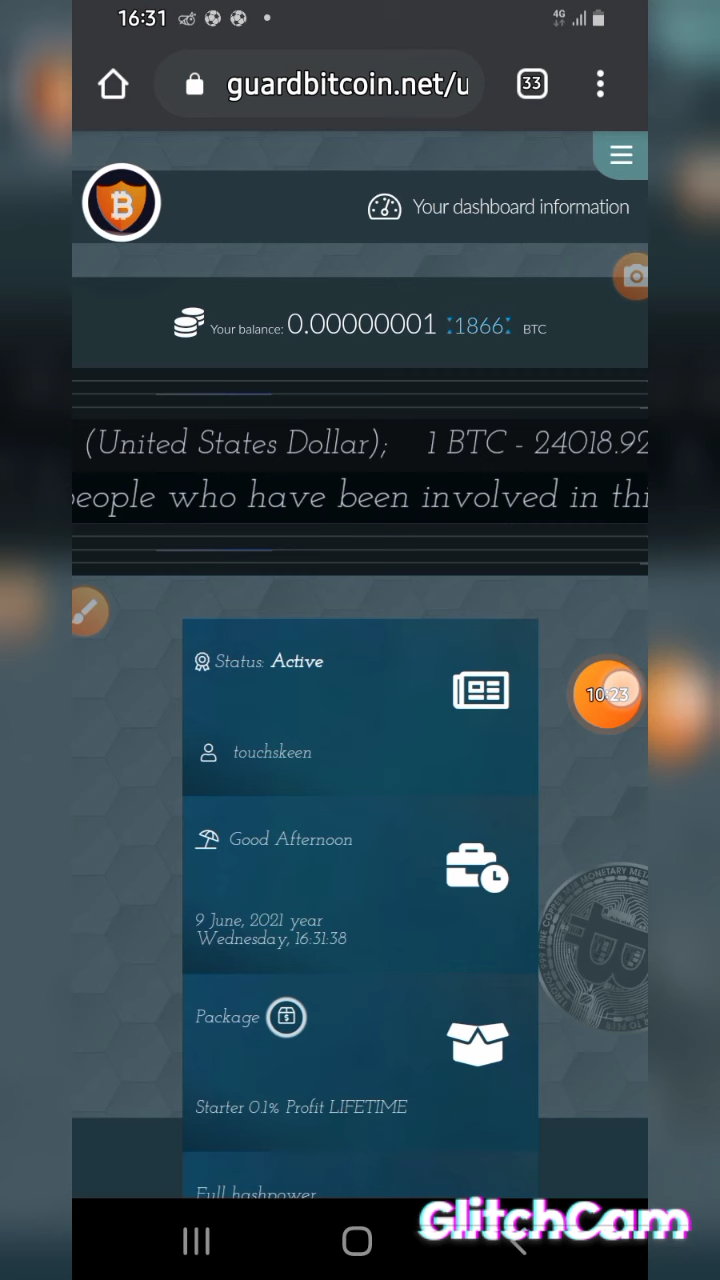 16:31
4G
guardbitcoin.net/u
33
Your dashboard information
Your balance: 0.00000001 1866 BTC
(United States Dollar); 1 BTC - 24018.92
people who have been involved in thi
Status: Active
10:23
touchskeen
Good Afternoon
9 June, 2021 year
Wednesday, 16:31:38
MONETARY MET
Package
Starter 0.1% Profit LIFETIME
Full hashpower
GlitchCam